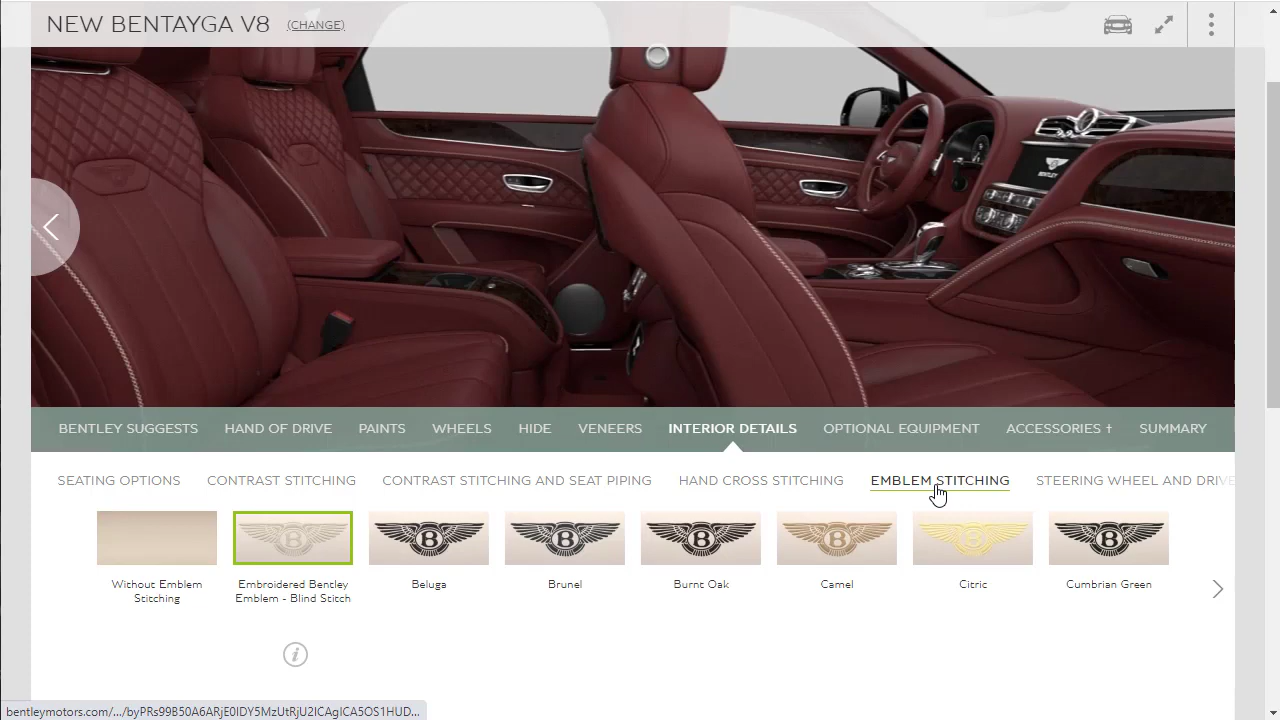 NEW BENTAYGA V8 (CHANGE)
BENTLEY
BENTLEY SUGGESTS HAND OF DRIVE PAINTS WHEELS HIDE VENEERS INTERIOR DETAILS OPTIONAL EQUIPMENT ACCESSORIES † SUMMARY
SEATING OPTIONS CONTRAST STITCHING CONTRAST STITCHING AND SEAT PIPING HAND CROSS STITCHING EMBLEM STITCHING STEERING WHEEL AND DRIVE
B B B B B B B
Without Emblem Stitching
Embroidered Bentley Emblem - Blind Stitch
Beluga
Brunel
Burnt Oak
Camel
Citric
Cumbrian Green
i
bentleymotors.com/.../byPRs99B50A6ARjE0IDY5MzUtRjU2ICAgICA5OS1HUD...